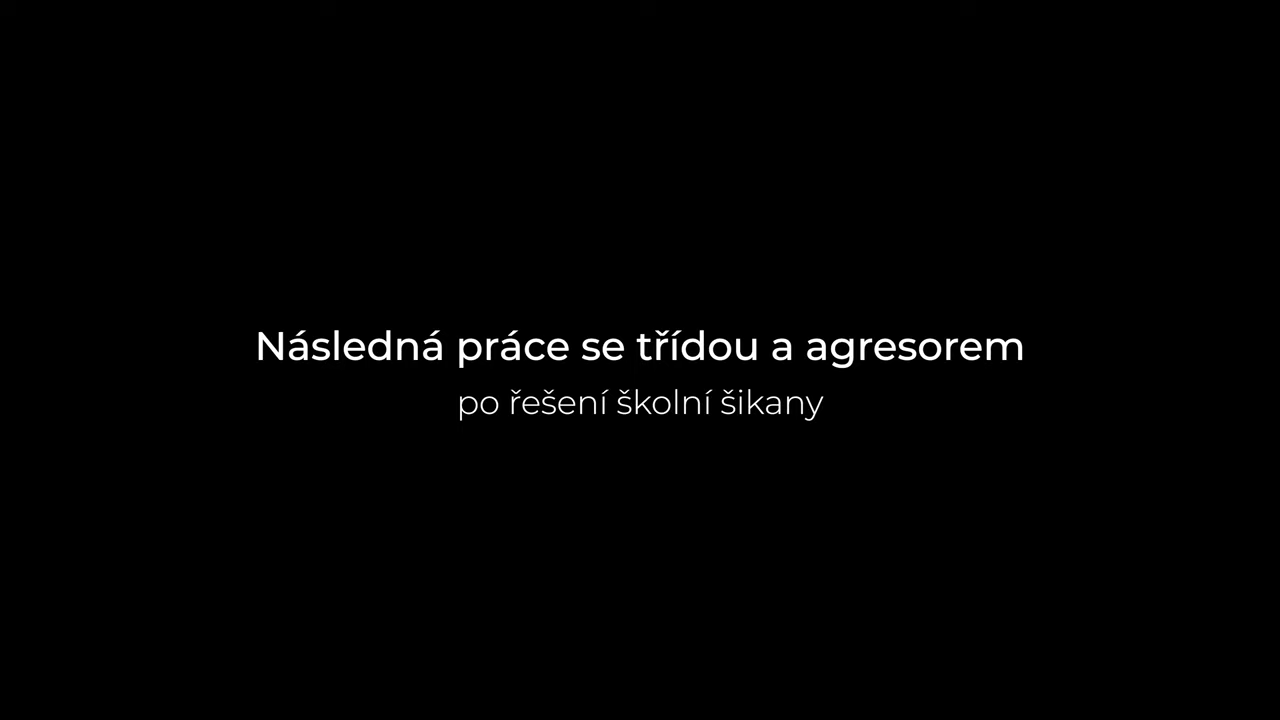 Následná práce se třídou a agresorem
po řešení školní šikany